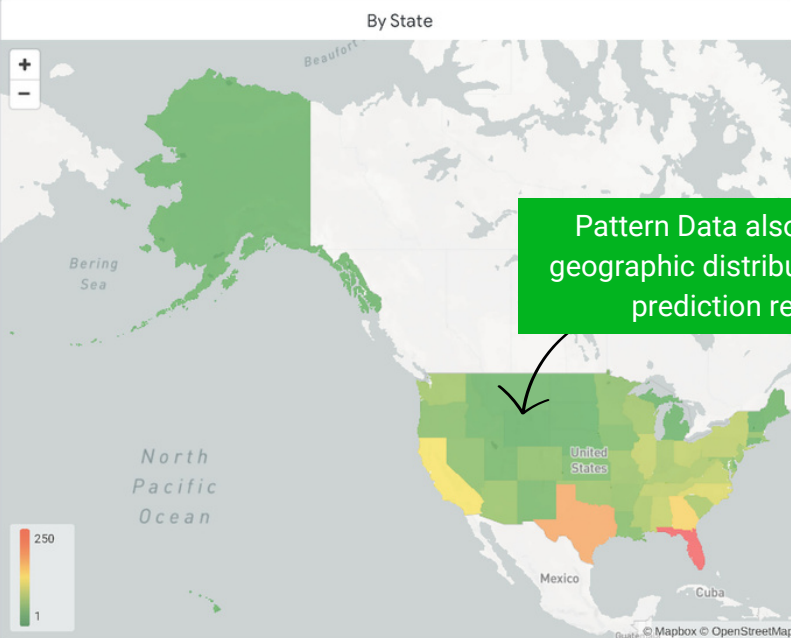 By State
+
−
Beaufort
Pattern Data also
geographic distribu
prediction re
Bering
Sea
North
Pacific
Ocean
United
States
250
1
Mexico
Cuba
© Mapbox © OpenStreetMap